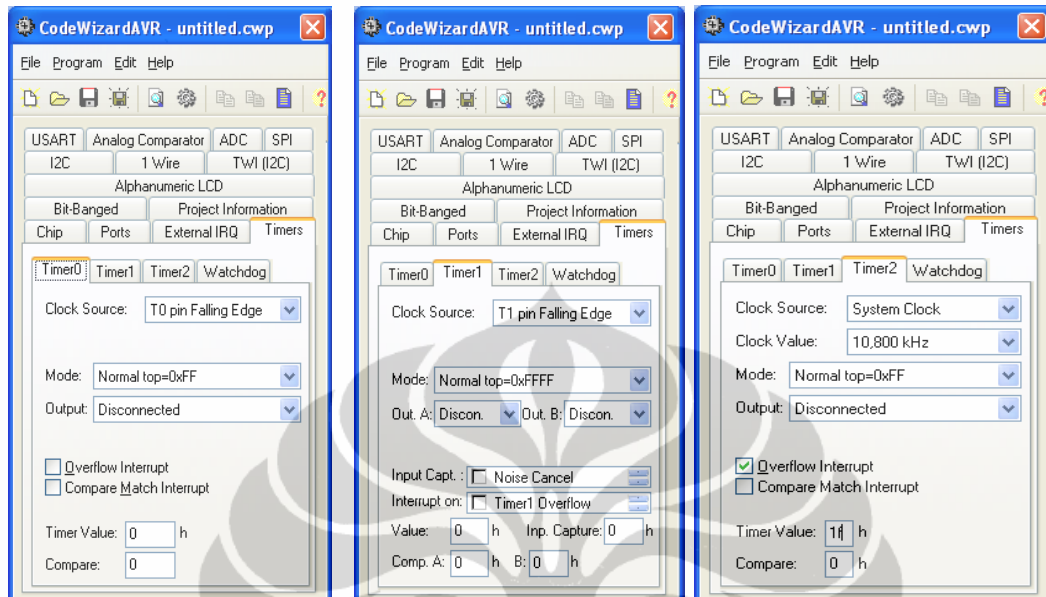 CodeWizardAVR - untitled.cwp
File Program Edit Help
USART Analog Comparator ADC SPI
I2C 1 Wire TWI (I2C)
Alphanumeric LCD
Bit-Banged Project Information
Chip Ports External IRQ Timers
Timer0 Timer1 Timer2 Watchdog
Clock Source: T0 pin Falling Edge
Mode: Normal top=0xFF
Output: Disconnected
Overflow Interrupt
Compare Match Interrupt
Timer Value: 0 h
Compare: 0
CodeWizardAVR - untitled.cwp
File Program Edit Help
USART Analog Comparator ADC SPI
I2C 1 Wire TWI (I2C)
Alphanumeric LCD
Bit-Banged Project Information
Chip Ports External IRQ Timers
Timer0 Timer1 Timer2 Watchdog
Clock Source: T1 pin Falling Edge
Mode: Normal top=0xFFFF
Out. A: Discon. Out. B: Discon.
Input Capt. : Noise Cancel
Interrupt on: Timer1 Overflow
Value: 0 h Inp. Capture: 0 h
Comp. A: 0 h B: 0 h
CodeWizardAVR - untitled.cwp
File Program Edit Help
USART Analog Comparator ADC SPI
I2C 1 Wire TWI (I2C)
Alphanumeric LCD
Bit-Banged Project Information
Chip Ports External IRQ Timers
Timer0 Timer1 Timer2 Watchdog
Clock Source: System Clock
Clock Value: 10,800 kHz
Mode: Normal top=0xFF
Output: Disconnected
Overflow Interrupt
Compare Match Interrupt
Timer Value: h
Compare: 0 h